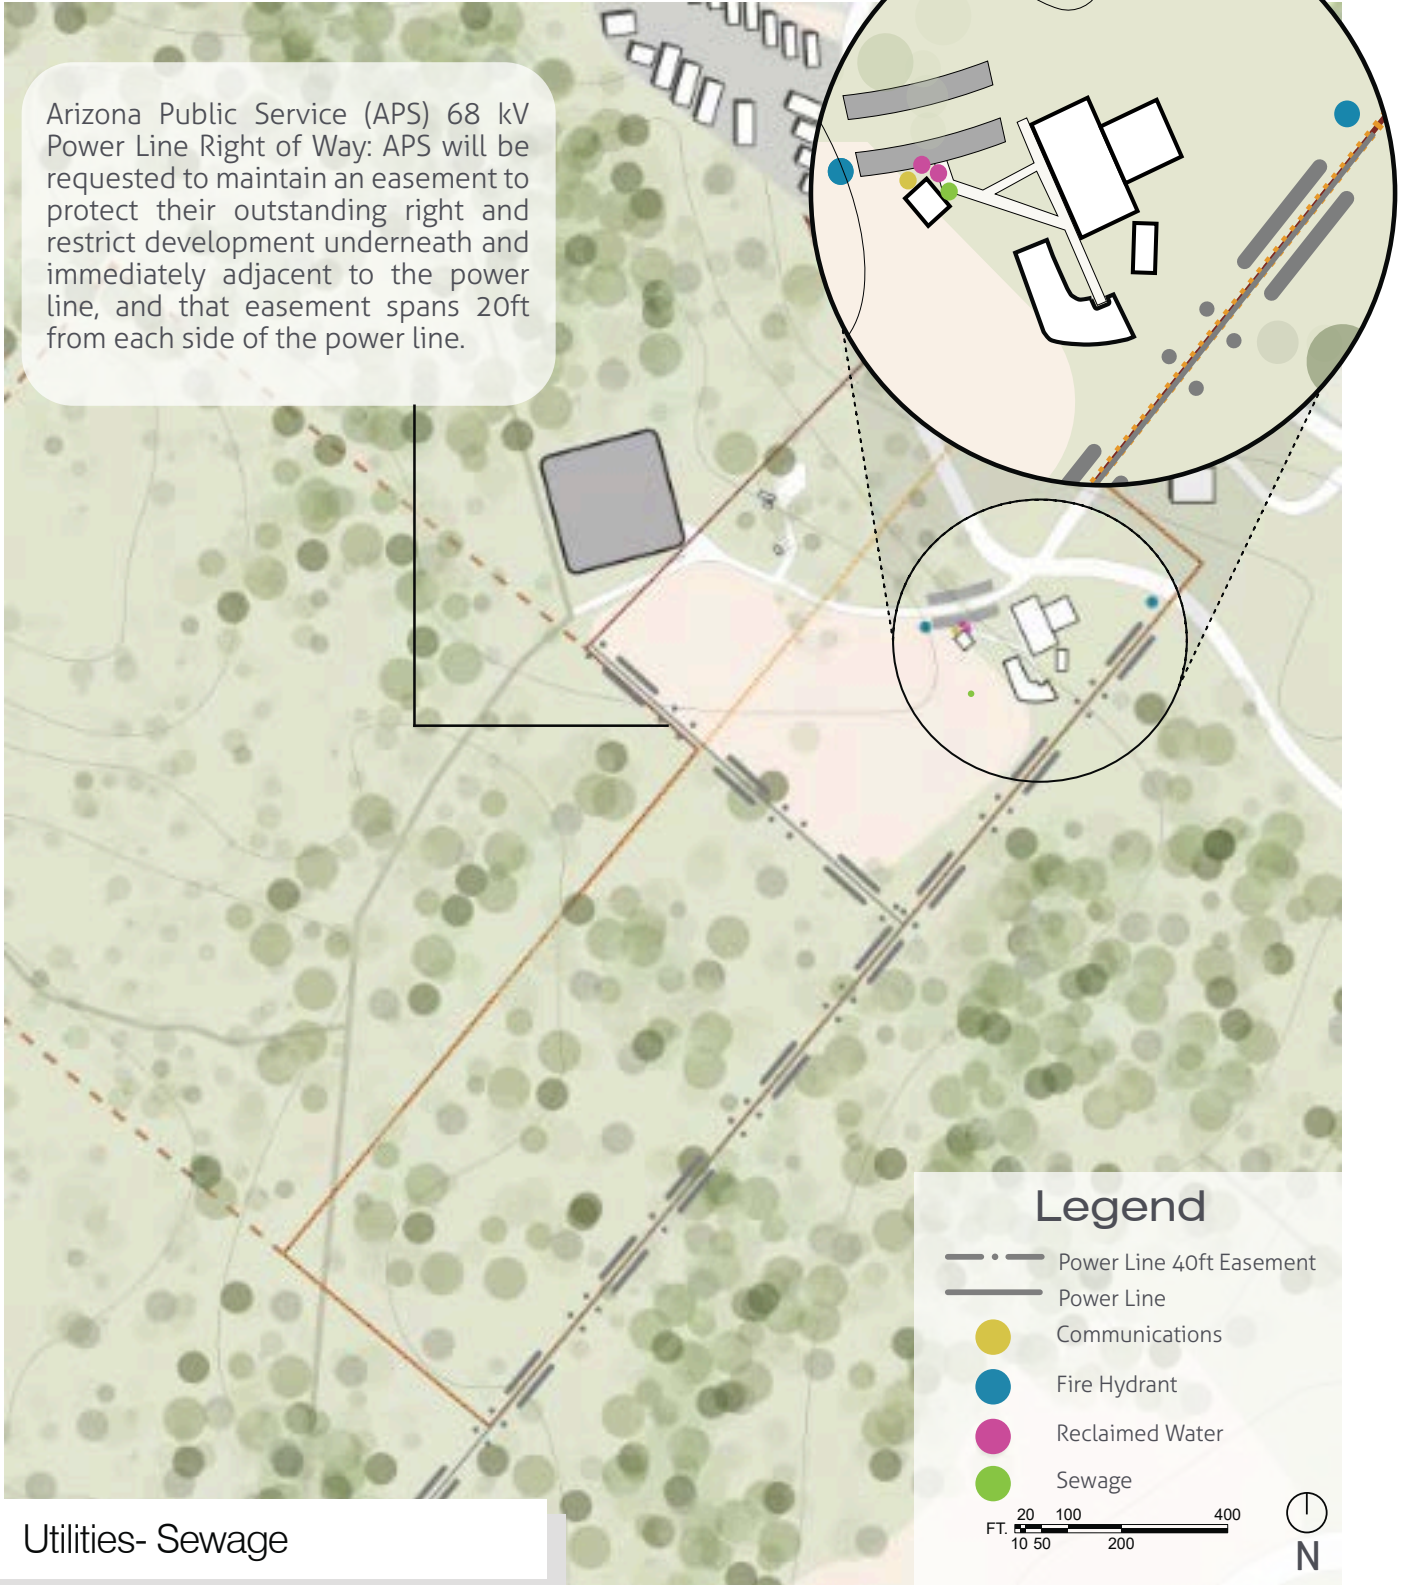 Arizona Public Service (APS) 68 kV
Power Line Right of Way: APS will be
requested to maintain an easement to
protect their outstanding right and
restrict development underneath and
immediately adjacent to the power
line, and that easement spans 20ft
from each side of the power line.
Legend
Power Line 40ft Easement
Power Line
Communications
Fire Hydrant
Reclaimed Water
Sewage
20 100 400
FT.
10 50 200
N
Utilities- Sewage